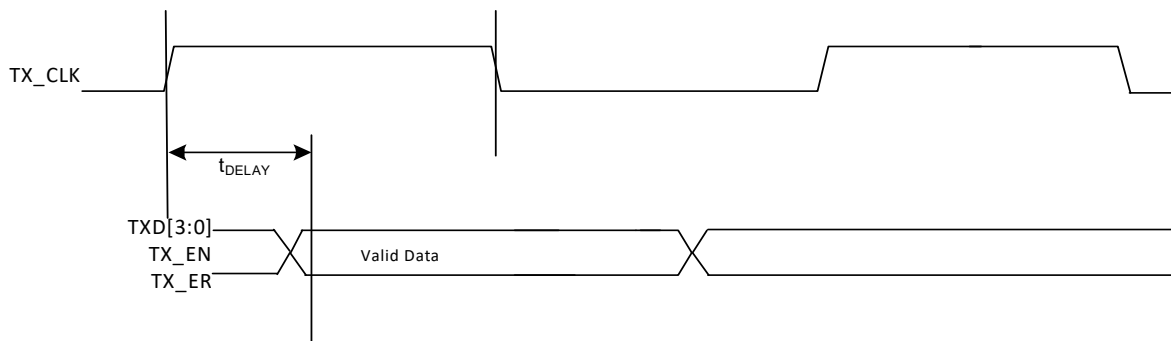 TX_CLK
tDELAY
TXD[3:0]
TX_EN
Valid Data
TX_ER